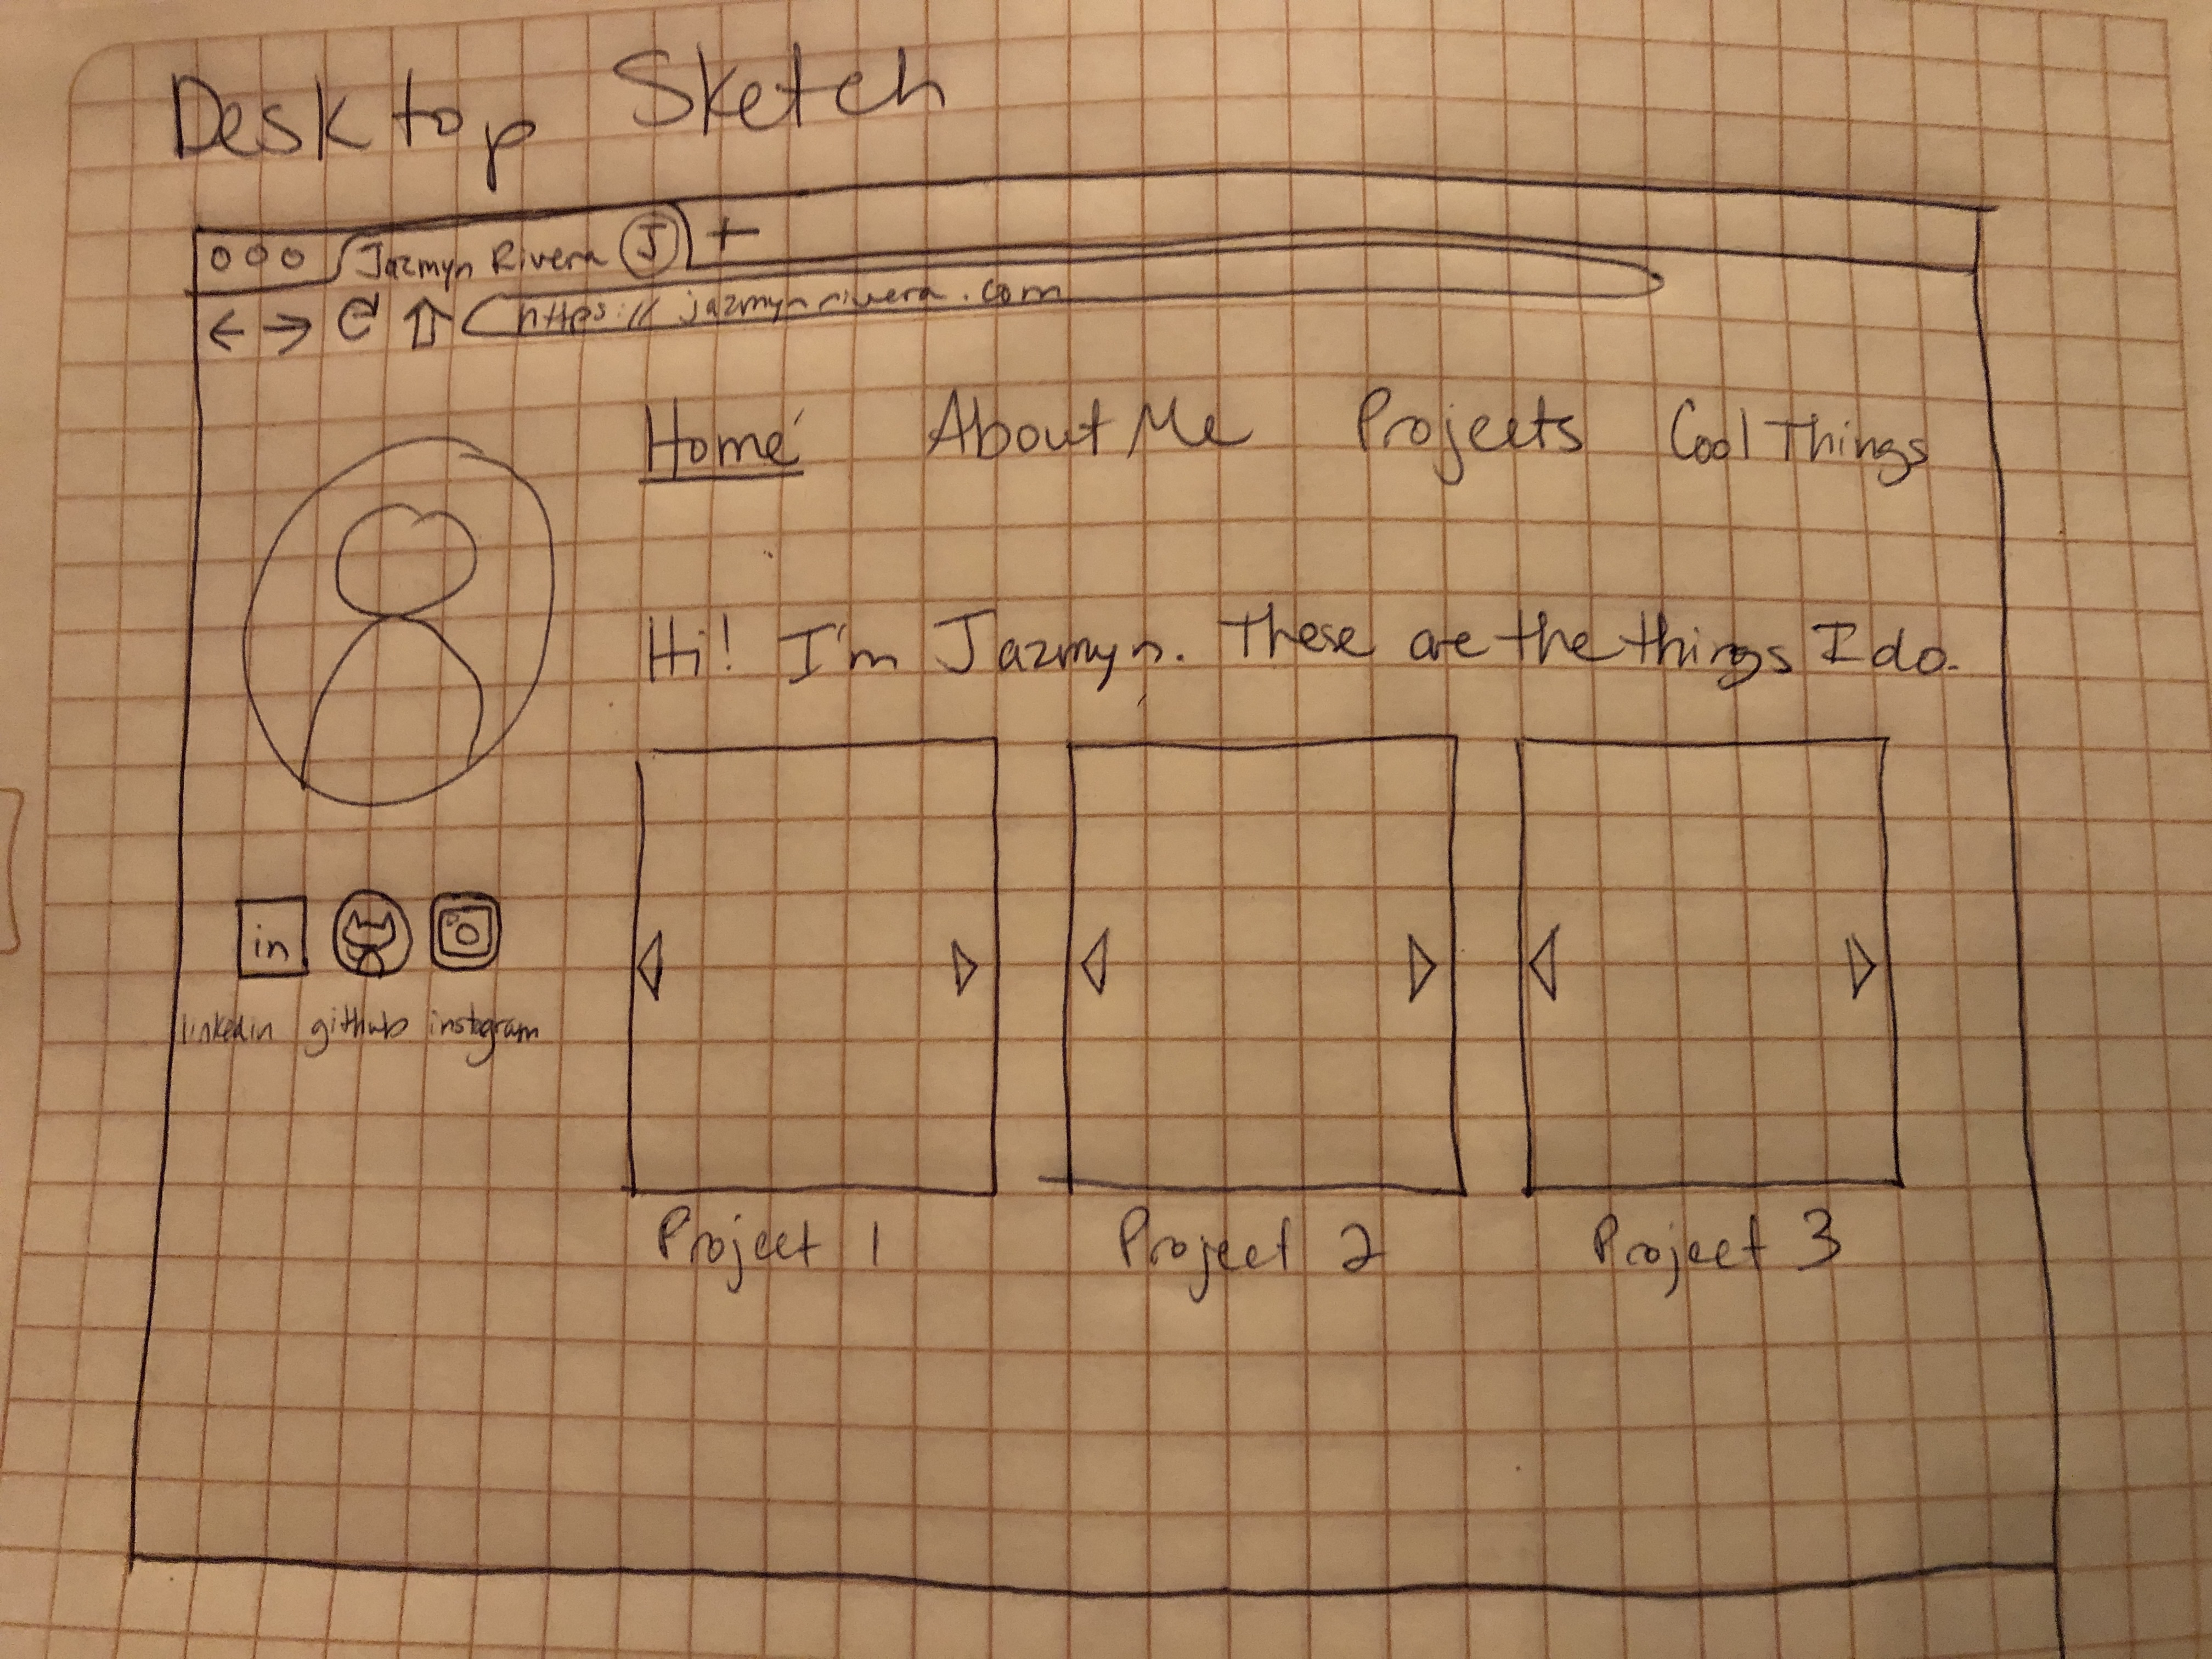 Desktop Sketch
Jazmyn Rivera J +
https://jazmynrivera.com
Home About Me Projects Cool Things
Hi! I'm Jazmyn. These are the things I do.
in
linkdin github instagram
Project 1 Project 2 Project 3